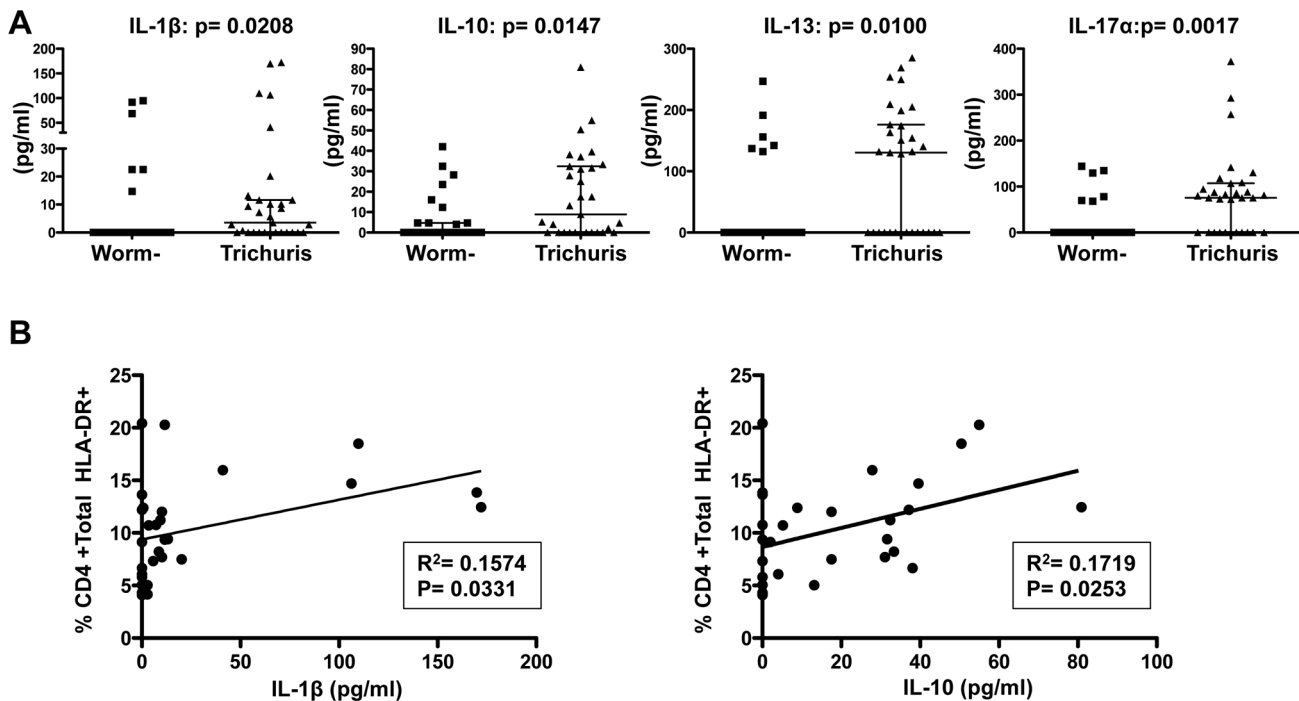 A
IL-1β: p= 0.0208
IL-10: p= 0.0147
IL-13: p= 0.0100
IL-17α:p= 0.0017
(pg/ml)
200
150
100
50
30
20
10
0
Worm-
Trichuris
(pg/ml)
90
80
70
60
50
40
30
20
10
0
Worm-
Trichuris
(pg/ml)
300
200
100
0
Worm-
Trichuris
(pg/ml)
400
300
200
100
0
Worm-
Trichuris
B
% CD4 +Total HLA-DR+
25
20
15
10
5
0
R²= 0.1574
P= 0.0331
0
50
100
150
200
IL-1β (pg/ml)
% CD4 +Total HLA-DR+
25
20
15
10
5
0
R²= 0.1719
P= 0.0253
0
20
40
60
80
100
IL-10 (pg/ml)